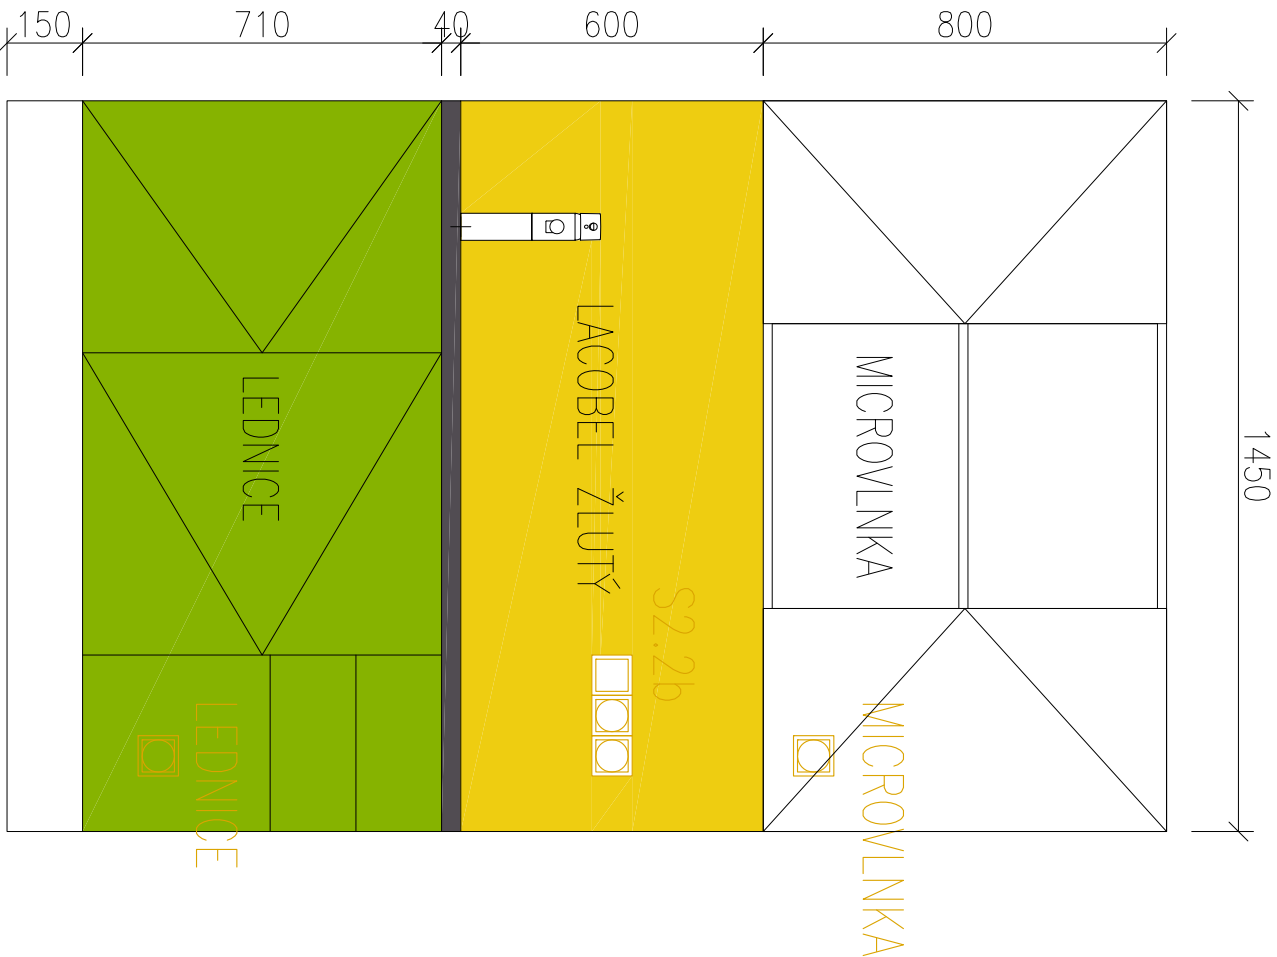 150
710
40
600
800
1450
LEDNICE
LACOBEL ŽLUTÝ
MICROVLNKA
S2.2b
LEDNICE
MICROVLNKA